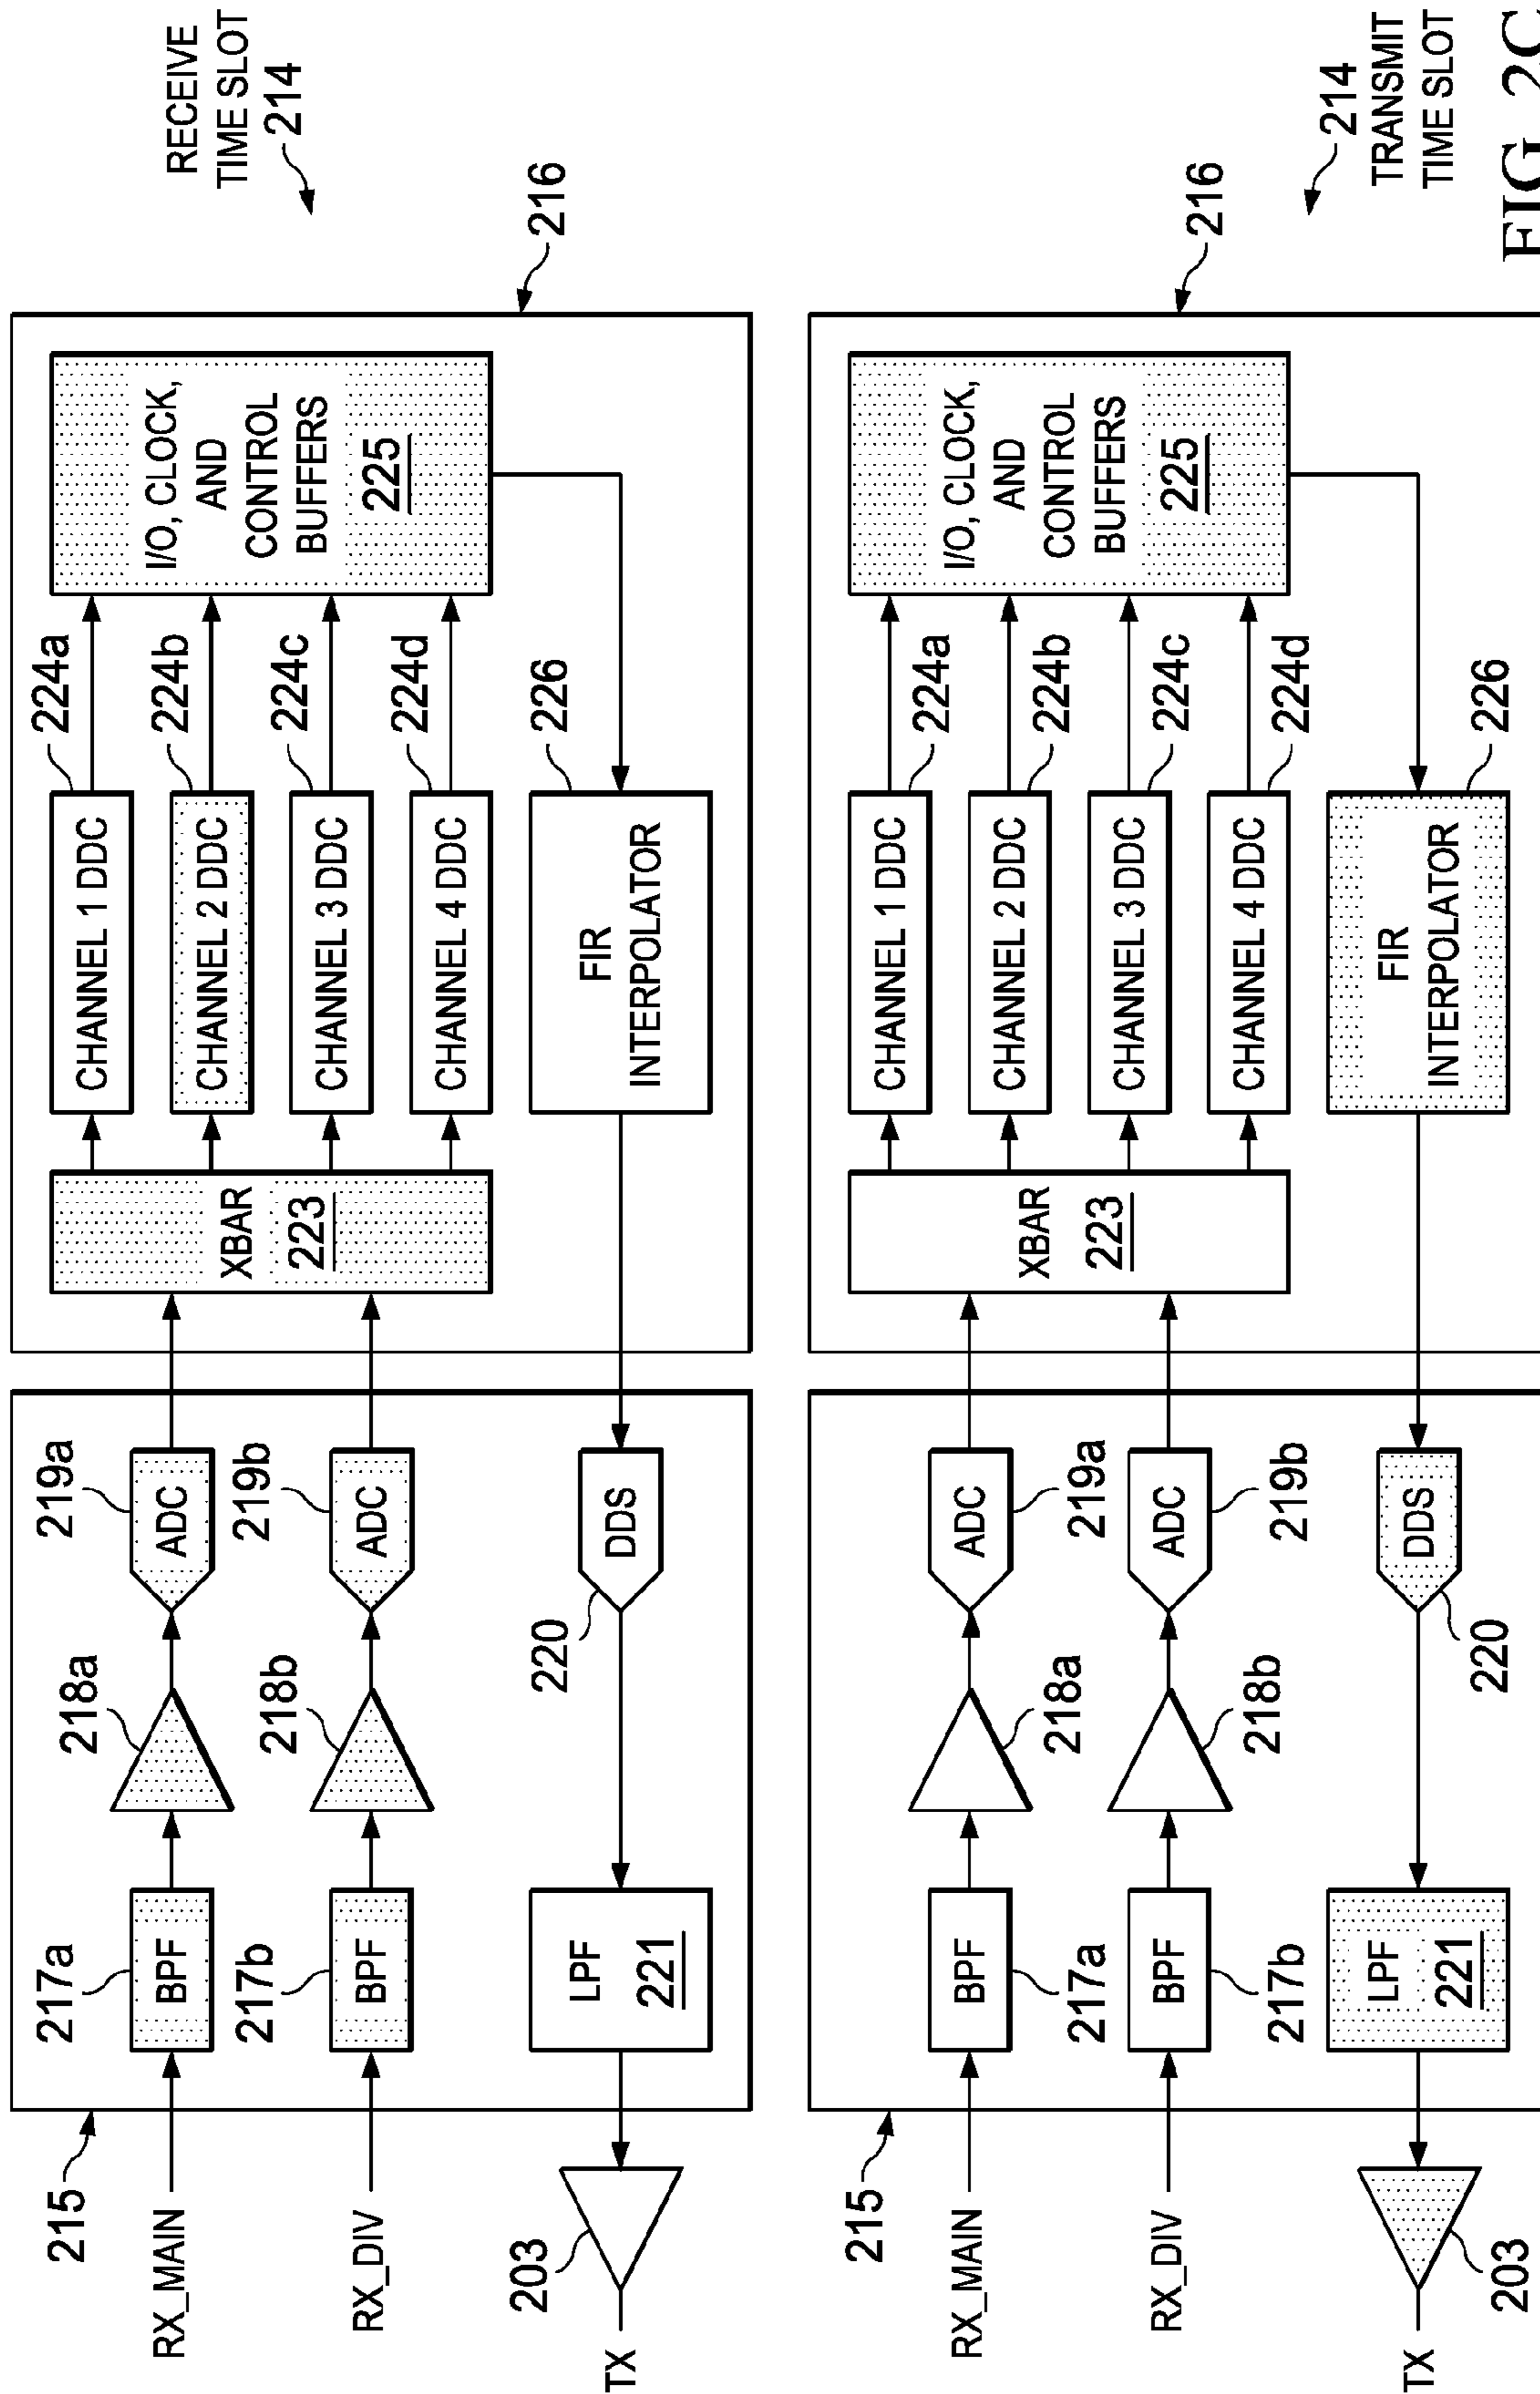 RECEIVE
TIME SLOT
214
215
217a
218a
219a
224a
RX_MAIN
BPF
ADC
CHANNEL 1 DDC
217b
218b
219b
224b
RX_DIV
BPF
ADC
XBAR
223
CHANNEL 2 DDC
224c
CHANNEL 3 DDC
224d
CHANNEL 4 DDC
I/O, CLOCK,
AND
CONTROL
BUFFERS
225
216
203
TX
LPF
221
220
DDS
FIR
INTERPOLATOR
226
215
RX_MAIN
BPF
217a
218a
ADC
219a
RX_DIV
BPF
217b
218b
ADC
219b
XBAR
223
CHANNEL 1 DDC
224a
CHANNEL 2 DDC
224b
CHANNEL 3 DDC
224c
CHANNEL 4 DDC
224d
I/O, CLOCK,
AND
CONTROL
BUFFERS
225
216
TX
203
LPF
221
DDS
220
FIR
INTERPOLATOR
226
214
TRANSMIT
TIME SLOT
FIG. 2C